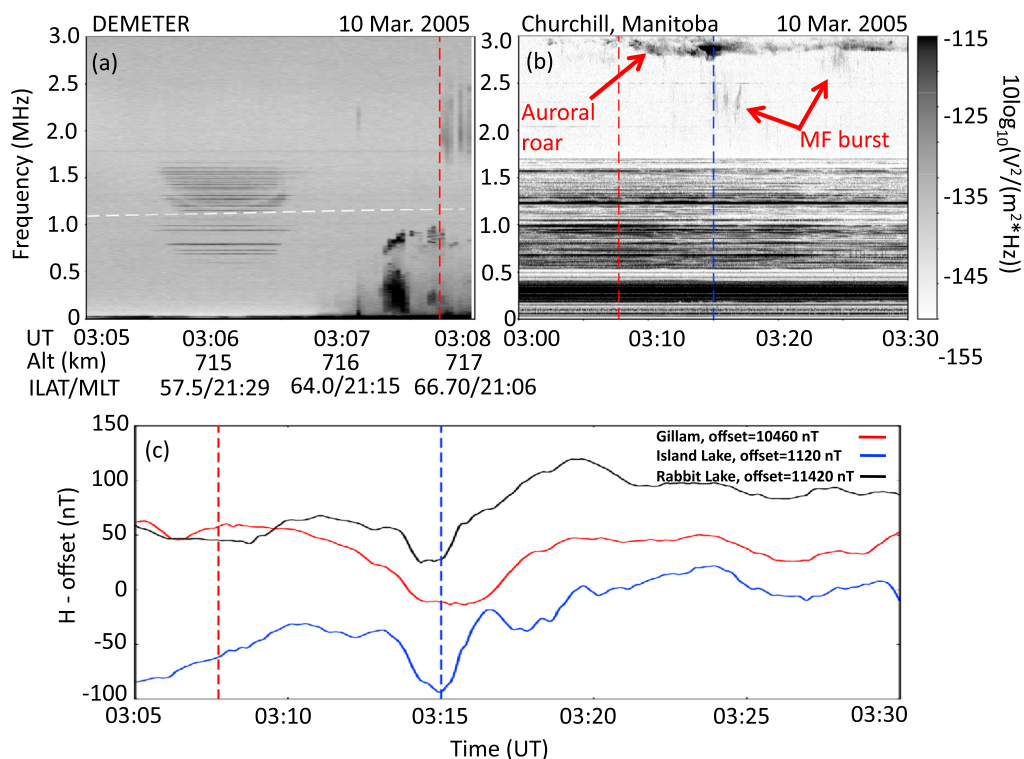 DEMETER 10 Mar. 2005
Churchill, Manitoba 10 Mar. 2005
(a)
3.0
2.5
2.0
1.5
1.0
0.5
0
Frequency (MHz)
UT 03:05 03:06 03:07 03:08
Alt (km) 715 716 717
ILAT/MLT 57.5/21:29 64.0/21:15 66.70/21:06
(b)
3.0
2.5
2.0
1.5
1.0
0.5
0
Auroral
roar
MF burst
03:00 03:10 03:20 03:30
-115
-125
-135
-145
-155
10log10(V2/(m2*Hz))
(c)
150
100
50
0
-50
-100
H - offset (nT)
Gillam, offset=10460 nT
Island Lake, offset=1120 nT
Rabbit Lake, offset=11420 nT
03:05 03:10 03:15 03:20 03:25 03:30
Time (UT)